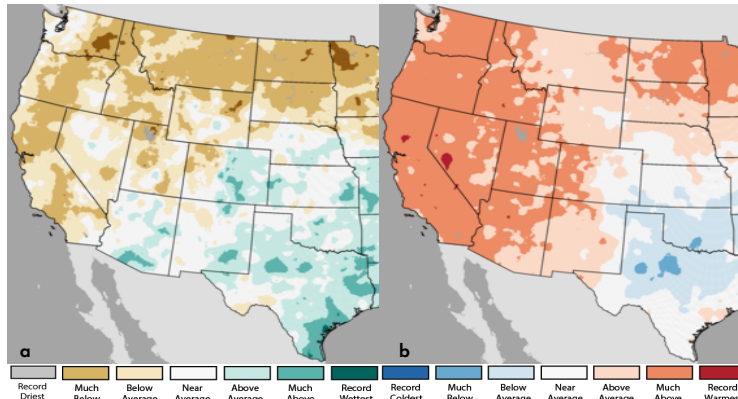 a b
Record Much Below Near Above Much Record Record Much Below Near Above Much Record
Driest Below Average Average Average Above Wettest Coldest Below Average Average Average Above Warmest